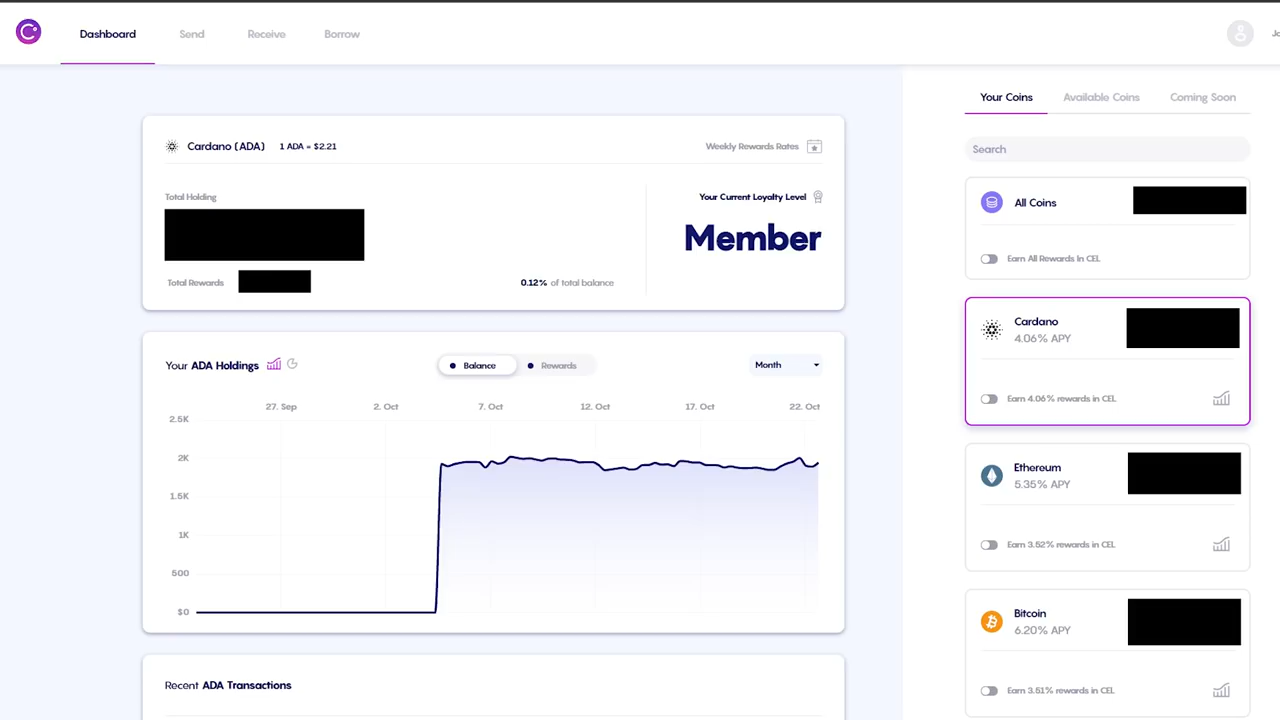 Dashboard Send Receive Borrow
Your Coins Available Coins Coming Soon
Search
Cardano (ADA) 1 ADA = $2.21
Weekly Rewards Rates
Total Holding
Your Current Loyalty Level
Member
Total Rewards
0.12% of total balance
Your ADA Holdings
Balance Rewards
Month
27. Sep 2. Oct 7. Oct 12. Oct 17. Oct 22. Oct
2.5K
2K
1.5K
1K
500
$0
Recent ADA Transactions
All Coins
Earn All Rewards In CEL
Cardano
4.06% APY
Earn 4.06% rewards in CEL
Ethereum
5.35% APY
Earn 3.52% rewards in CEL
Bitcoin
6.20% APY
Earn 3.51% rewards in CEL